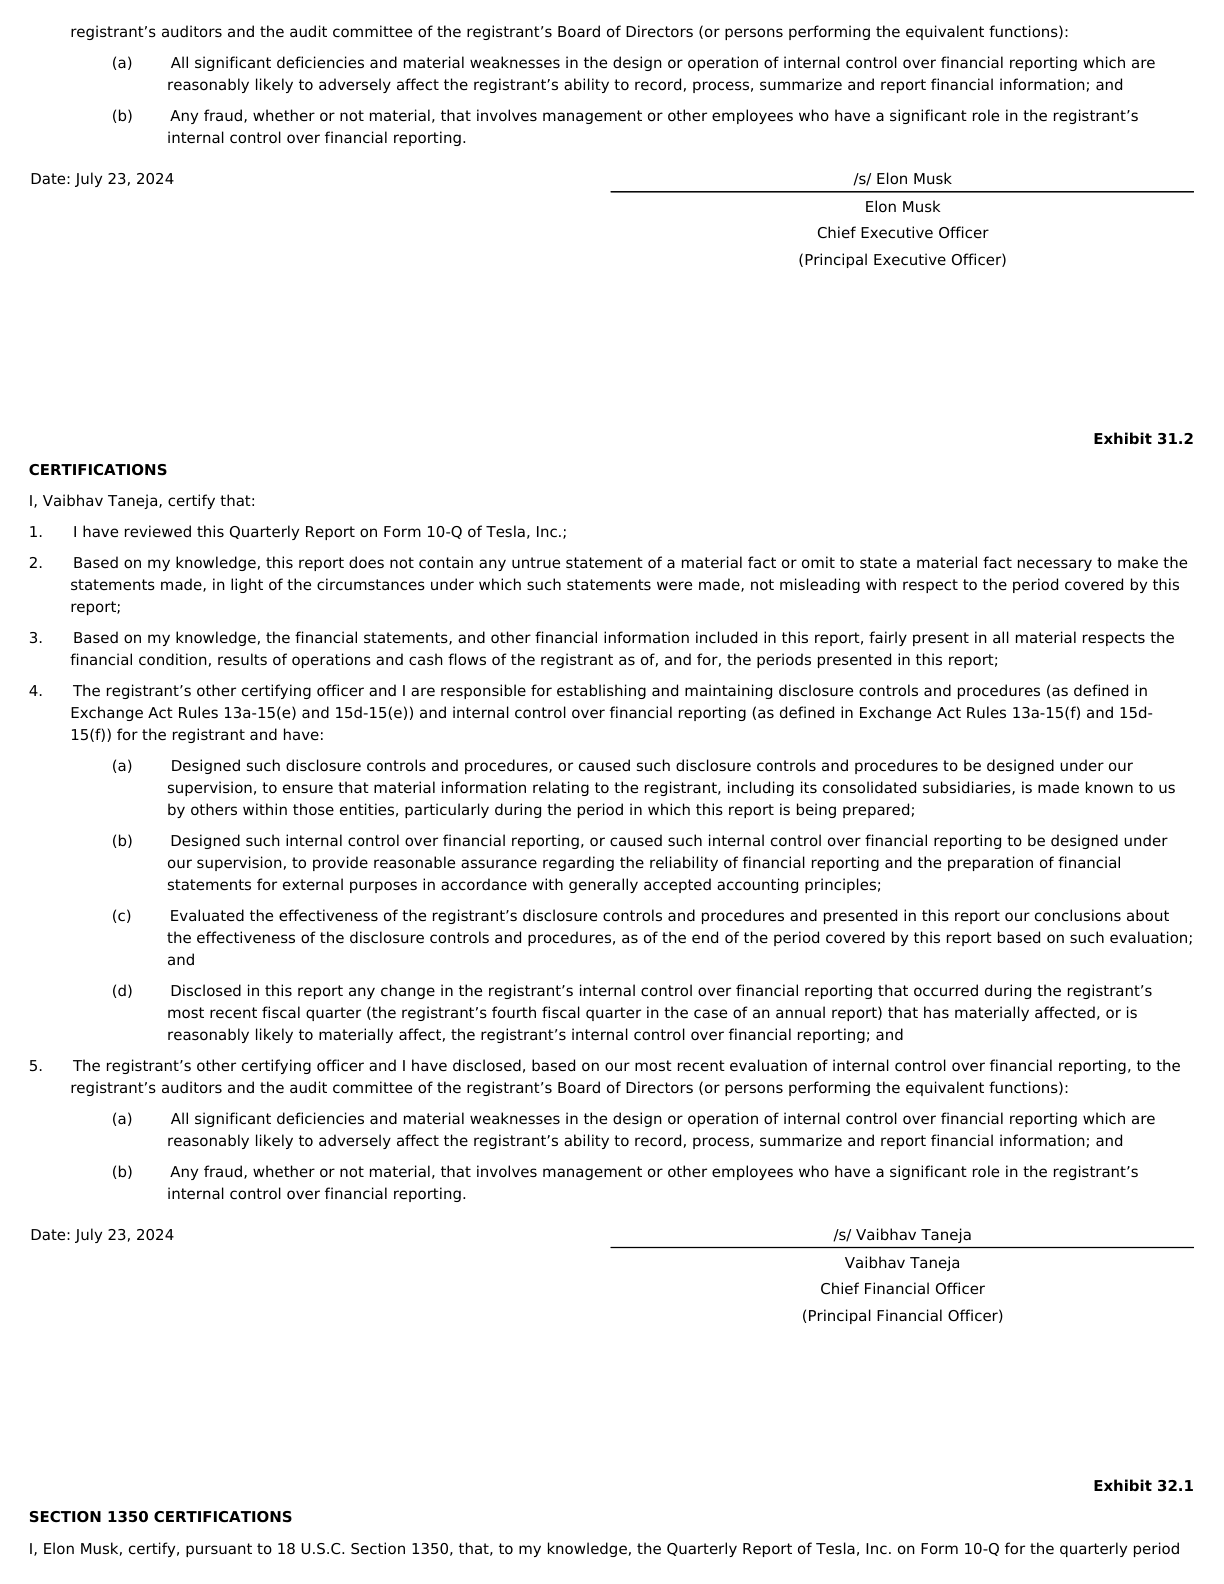 registrant’s auditors and the audit committee of the registrant’s Board of Directors (or persons performing the equivalent functions):
(a) All significant deficiencies and material weaknesses in the design or operation of internal control over financial reporting which are
reasonably likely to adversely affect the registrant’s ability to record, process, summarize and report financial information; and
(b) Any fraud, whether or not material, that involves management or other employees who have a significant role in the registrant’s
internal control over financial reporting.
Date: July 23, 2024 /s/ Elon Musk
Elon Musk
Chief Executive Officer
(Principal Executive Officer)
Exhibit 31.2
CERTIFICATIONS
I, Vaibhav Taneja, certify that:
1. I have reviewed this Quarterly Report on Form 10-Q of Tesla, Inc.;
2. Based on my knowledge, this report does not contain any untrue statement of a material fact or omit to state a material fact necessary to make the
statements made, in light of the circumstances under which such statements were made, not misleading with respect to the period covered by this
report;
3. Based on my knowledge, the financial statements, and other financial information included in this report, fairly present in all material respects the
financial condition, results of operations and cash flows of the registrant as of, and for, the periods presented in this report;
4. The registrant’s other certifying officer and I are responsible for establishing and maintaining disclosure controls and procedures (as defined in
Exchange Act Rules 13a-15(e) and 15d-15(e)) and internal control over financial reporting (as defined in Exchange Act Rules 13a-15(f) and 15d-
15(f)) for the registrant and have:
(a) Designed such disclosure controls and procedures, or caused such disclosure controls and procedures to be designed under our
supervision, to ensure that material information relating to the registrant, including its consolidated subsidiaries, is made known to us
by others within those entities, particularly during the period in which this report is being prepared;
(b) Designed such internal control over financial reporting, or caused such internal control over financial reporting to be designed under
our supervision, to provide reasonable assurance regarding the reliability of financial reporting and the preparation of financial
statements for external purposes in accordance with generally accepted accounting principles;
(c) Evaluated the effectiveness of the registrant’s disclosure controls and procedures and presented in this report our conclusions about
the effectiveness of the disclosure controls and procedures, as of the end of the period covered by this report based on such evaluation;
and
(d) Disclosed in this report any change in the registrant’s internal control over financial reporting that occurred during the registrant’s
most recent fiscal quarter (the registrant’s fourth fiscal quarter in the case of an annual report) that has materially affected, or is
reasonably likely to materially affect, the registrant’s internal control over financial reporting; and
5. The registrant’s other certifying officer and I have disclosed, based on our most recent evaluation of internal control over financial reporting, to the
registrant’s auditors and the audit committee of the registrant’s Board of Directors (or persons performing the equivalent functions):
(a) All significant deficiencies and material weaknesses in the design or operation of internal control over financial reporting which are
reasonably likely to adversely affect the registrant’s ability to record, process, summarize and report financial information; and
(b) Any fraud, whether or not material, that involves management or other employees who have a significant role in the registrant’s
internal control over financial reporting.
Date: July 23, 2024 /s/ Vaibhav Taneja
Vaibhav Taneja
Chief Financial Officer
(Principal Financial Officer)
Exhibit 32.1
SECTION 1350 CERTIFICATIONS
I, Elon Musk, certify, pursuant to 18 U.S.C. Section 1350, that, to my knowledge, the Quarterly Report of Tesla, Inc. on Form 10-Q for the quarterly period